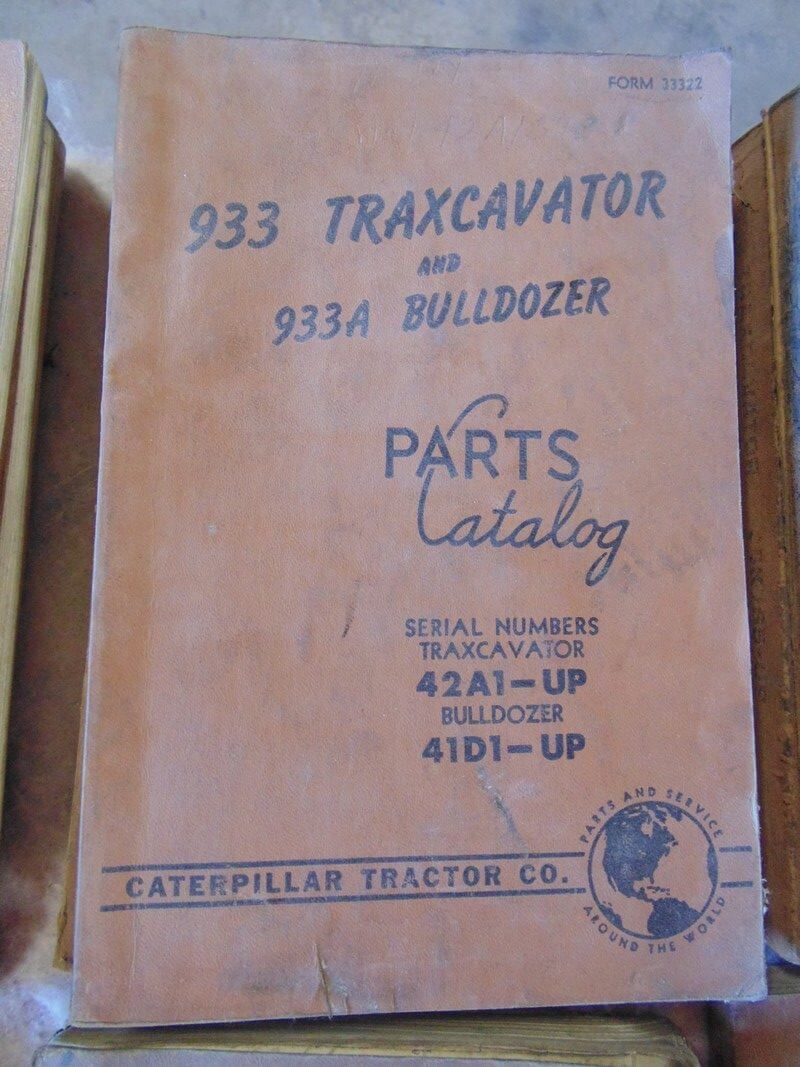 FORM 33322
933 TRAXCAVATOR
AND
933A BULLDOZER
PARTS
Catalog
SERIAL NUMBERS
TRAXCAVATOR
42A1-UP
BULLDOZER
41D1-UP
PARTS AND SERVICE
CATERPILLAR TRACTOR CO.
AROUND THE WORLD